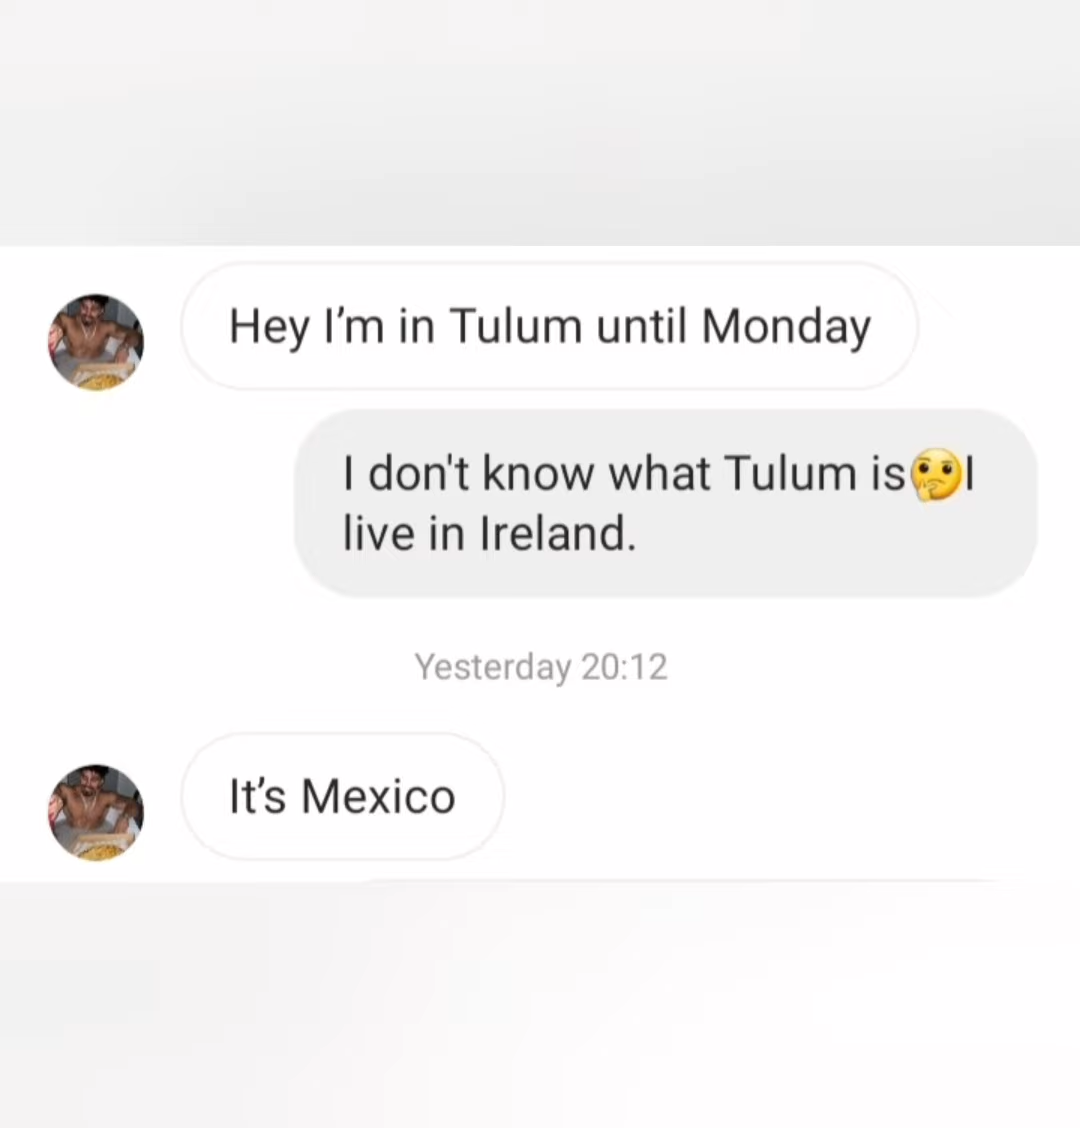 Hey I’m in Tulum until Monday
I don't know what Tulum is🤔I
live in Ireland.
Yesterday 20:12
It’s Mexico